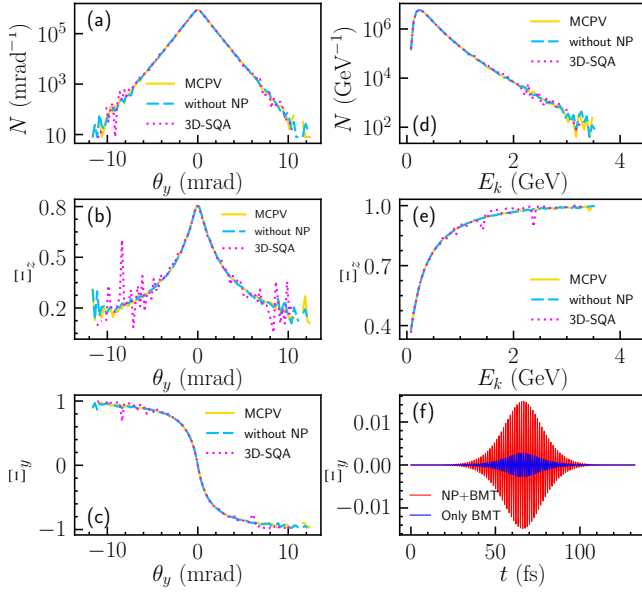 (a)
N (mrad⁻¹)
10⁵
10³
10
MCPV
without NP
3D-SQA
−10
0
10
θ_y (mrad)
(d)
N (GeV⁻¹)
10⁶
10⁴
10²
MCPV
without NP
3D-SQA
0
2
4
E_k (GeV)
(b)
Ξ_z
0.8
0.5
0.2
MCPV
without NP
3D-SQA
−10
0
10
θ_y (mrad)
(e)
Ξ_z
1.0
0.7
0.4
MCPV
without NP
3D-SQA
0
2
4
E_k (GeV)
(c)
Ξ_y
1
0
−1
MCPV
without NP
3D-SQA
−10
0
10
θ_y (mrad)
(f)
Ξ_y
0.01
0.00
−0.01
NP+BMT
Only BMT
0
50
100
t (fs)